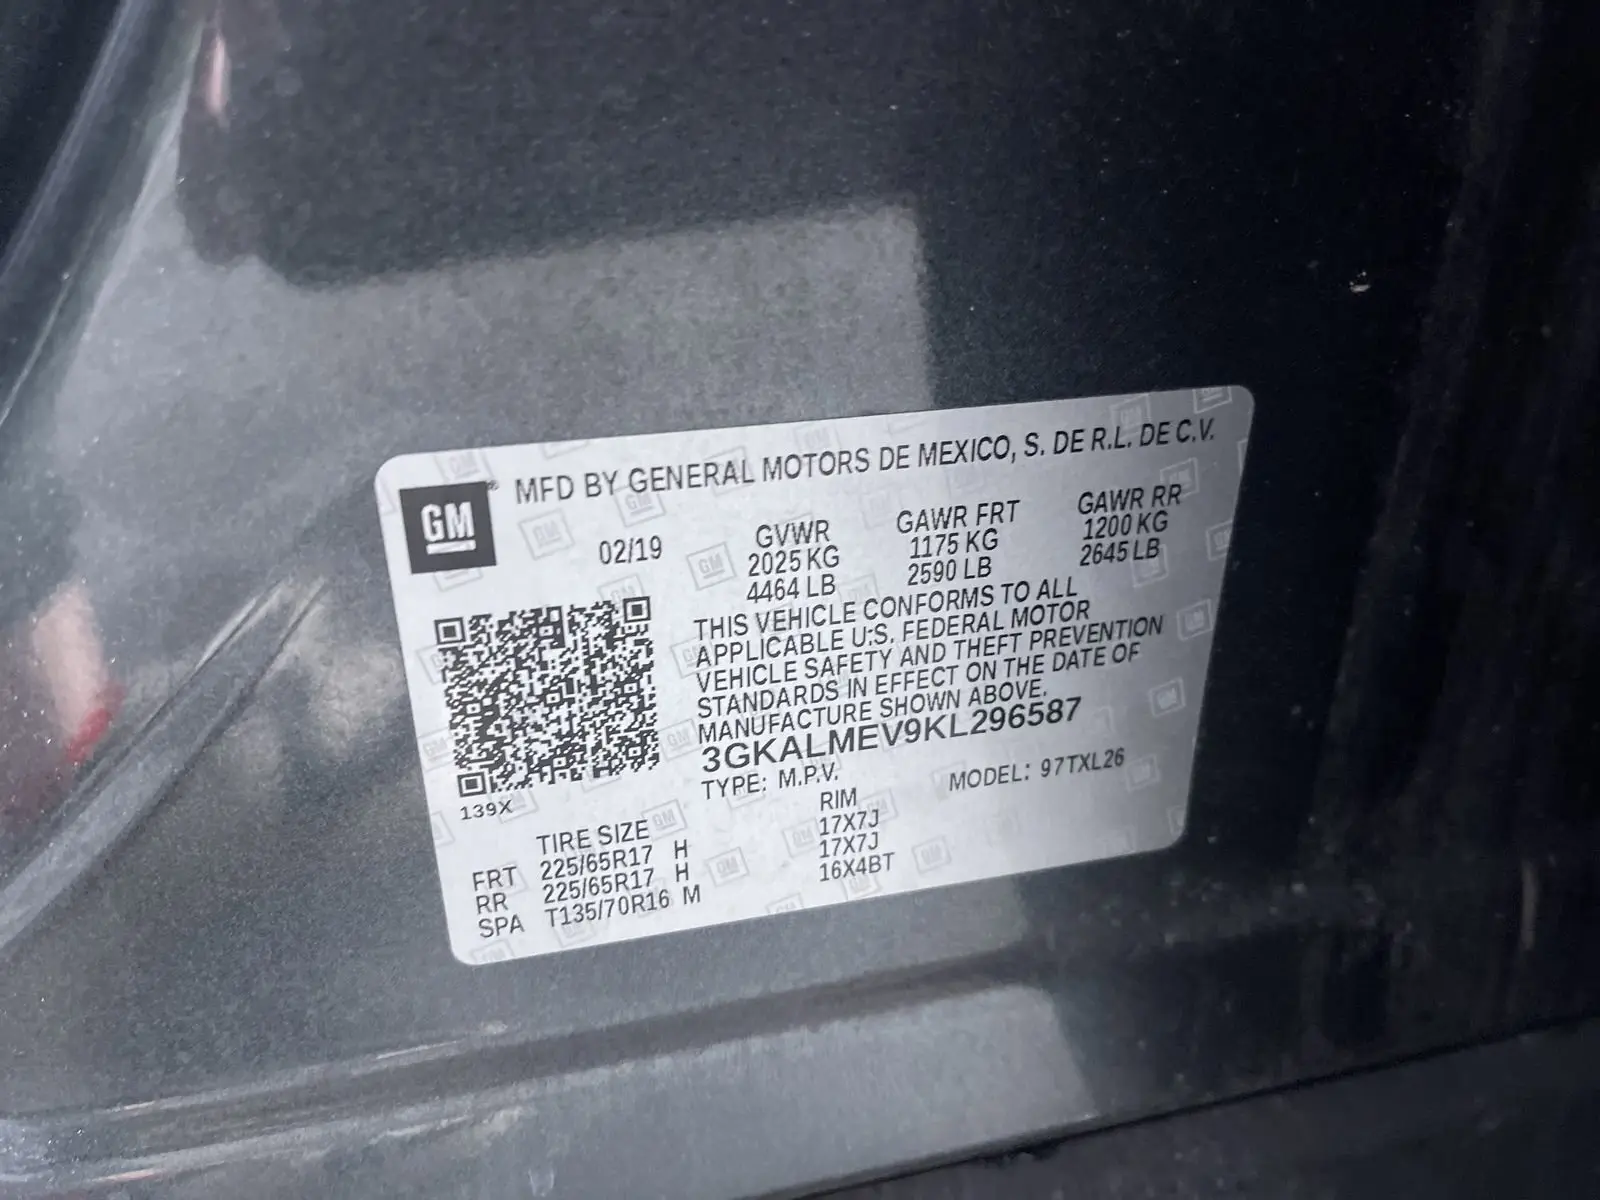 MFD BY GENERAL MOTORS DE MEXICO, S. DE R.L. DE C.V.
GM ®
02/19
GVWR GAWR FRT GAWR RR
2025 KG 1175 KG 1200 KG
4464 LB 2590 LB 2645 LB
THIS VEHICLE CONFORMS TO ALL
APPLICABLE U.S. FEDERAL MOTOR
VEHICLE SAFETY AND THEFT PREVENTION
STANDARDS IN EFFECT ON THE DATE OF
MANUFACTURE SHOWN ABOVE.
3GKALMEV9KL296587
TYPE: M.P.V. MODEL: 97TXL26
139X
TIRE SIZE RIM
FRT 225/65R17 H 17X7J
RR 225/65R17 H 17X7J
SPA T135/70R16 M 16X4BT